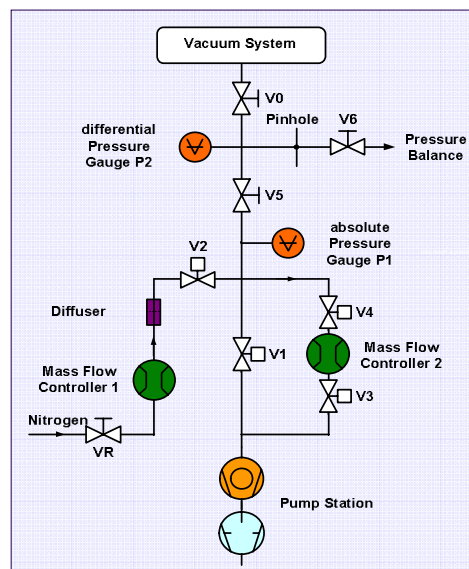 Vacuum System
V0
Pinhole
V6
differential
Pressure
Gauge P2
Pressure
Balance
V5
absolute
Pressure
Gauge P1
V2
Diffuser
V4
V1
Mass Flow
Controller 2
Mass Flow
Controller 1
V3
Nitrogen
VR
Pump Station